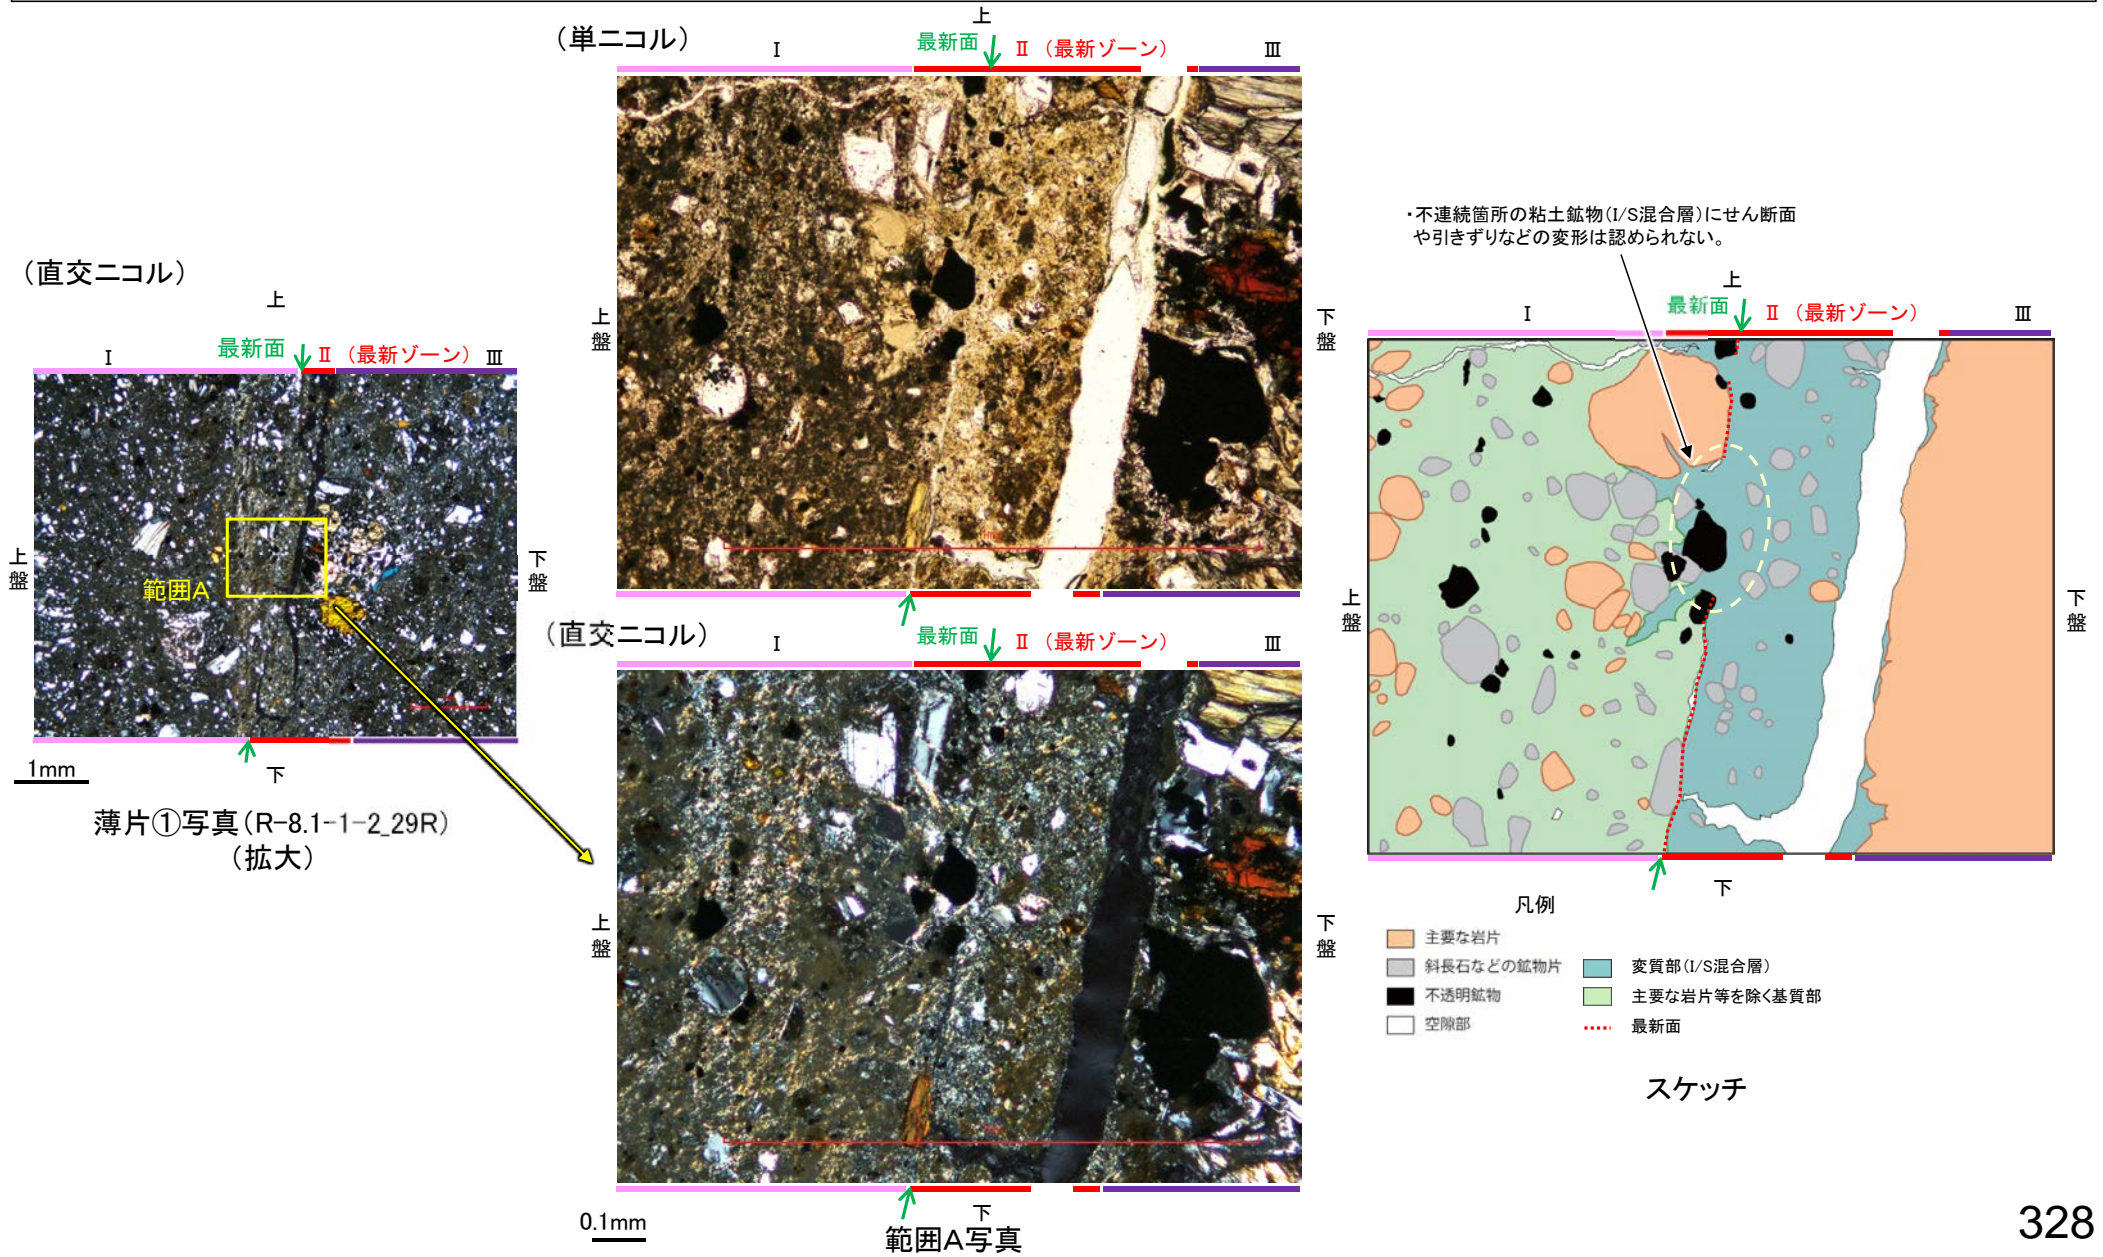 (単ニコル)
上
I
最新面
Ⅱ (最新ゾーン)
Ⅲ
上盤
下盤
(直交ニコル)
上
I
最新面
Ⅱ (最新ゾーン)
Ⅲ
上盤
範囲A
下盤
下
1mm
薄片①写真(R-8.1-1-2_29R)
(拡大)
(直交ニコル)
I
最新面
Ⅱ (最新ゾーン)
Ⅲ
上盤
下盤
下
0.1mm
範囲A写真
・不連続箇所の粘土鉱物(I/S混合層)にせん断面
や引きずりなどの変形は認められない。
上
I
最新面
Ⅱ (最新ゾーン)
Ⅲ
上盤
下盤
下
凡例
主要な岩片
斜長石などの鉱物片
不透明鉱物
空隙部
変質部(I/S混合層)
主要な岩片等を除く基質部
最新面
スケッチ
328